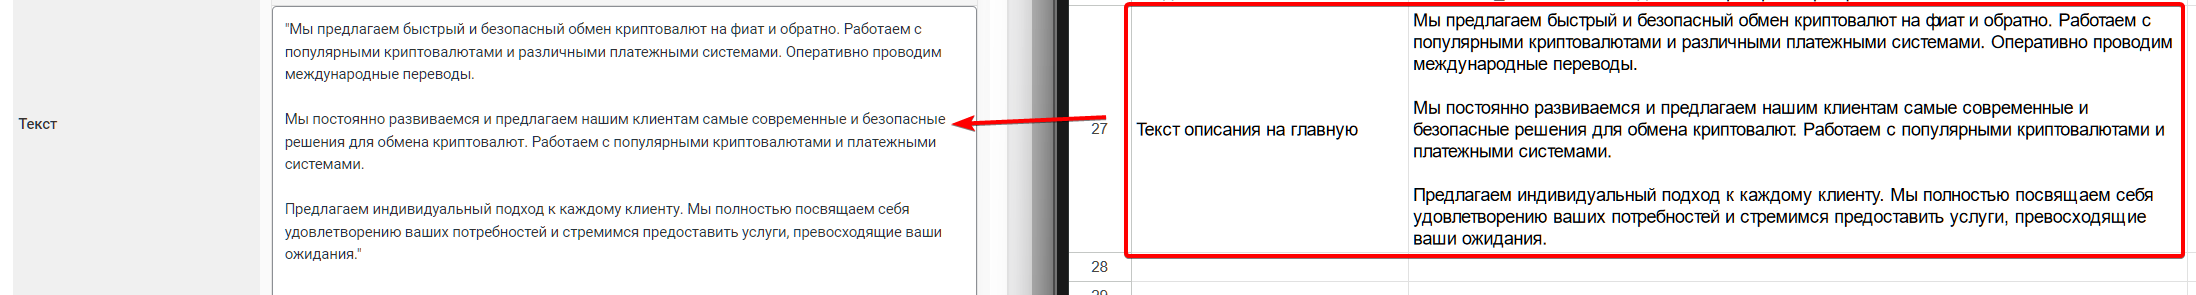 Текст
"Мы предлагаем быстрый и безопасный обмен криптовалют на фиат и обратно. Работаем с
популярными криптовалютами и различными платежными системами. Оперативно проводим
международные переводы.
Мы постоянно развиваемся и предлагаем нашим клиентам самые современные и безопасные
решения для обмена криптовалют. Работаем с популярными криптовалютами и платежными
системами.
Предлагаем индивидуальный подход к каждому клиенту. Мы полностью посвящаем себя
удовлетворению ваших потребностей и стремимся предоставить услуги, превосходящие ваши
ожидания."
27
Текст описания на главную
Мы предлагаем быстрый и безопасный обмен криптовалют на фиат и обратно. Работаем с
популярными криптовалютами и различными платежными системами. Оперативно проводим
международные переводы.
Мы постоянно развиваемся и предлагаем нашим клиентам самые современные и
безопасные решения для обмена криптовалют. Работаем с популярными криптовалютами и
платежными системами.
Предлагаем индивидуальный подход к каждому клиенту. Мы полностью посвящаем себя
удовлетворению ваших потребностей и стремимся предоставить услуги, превосходящие
ваши ожидания.
28
29